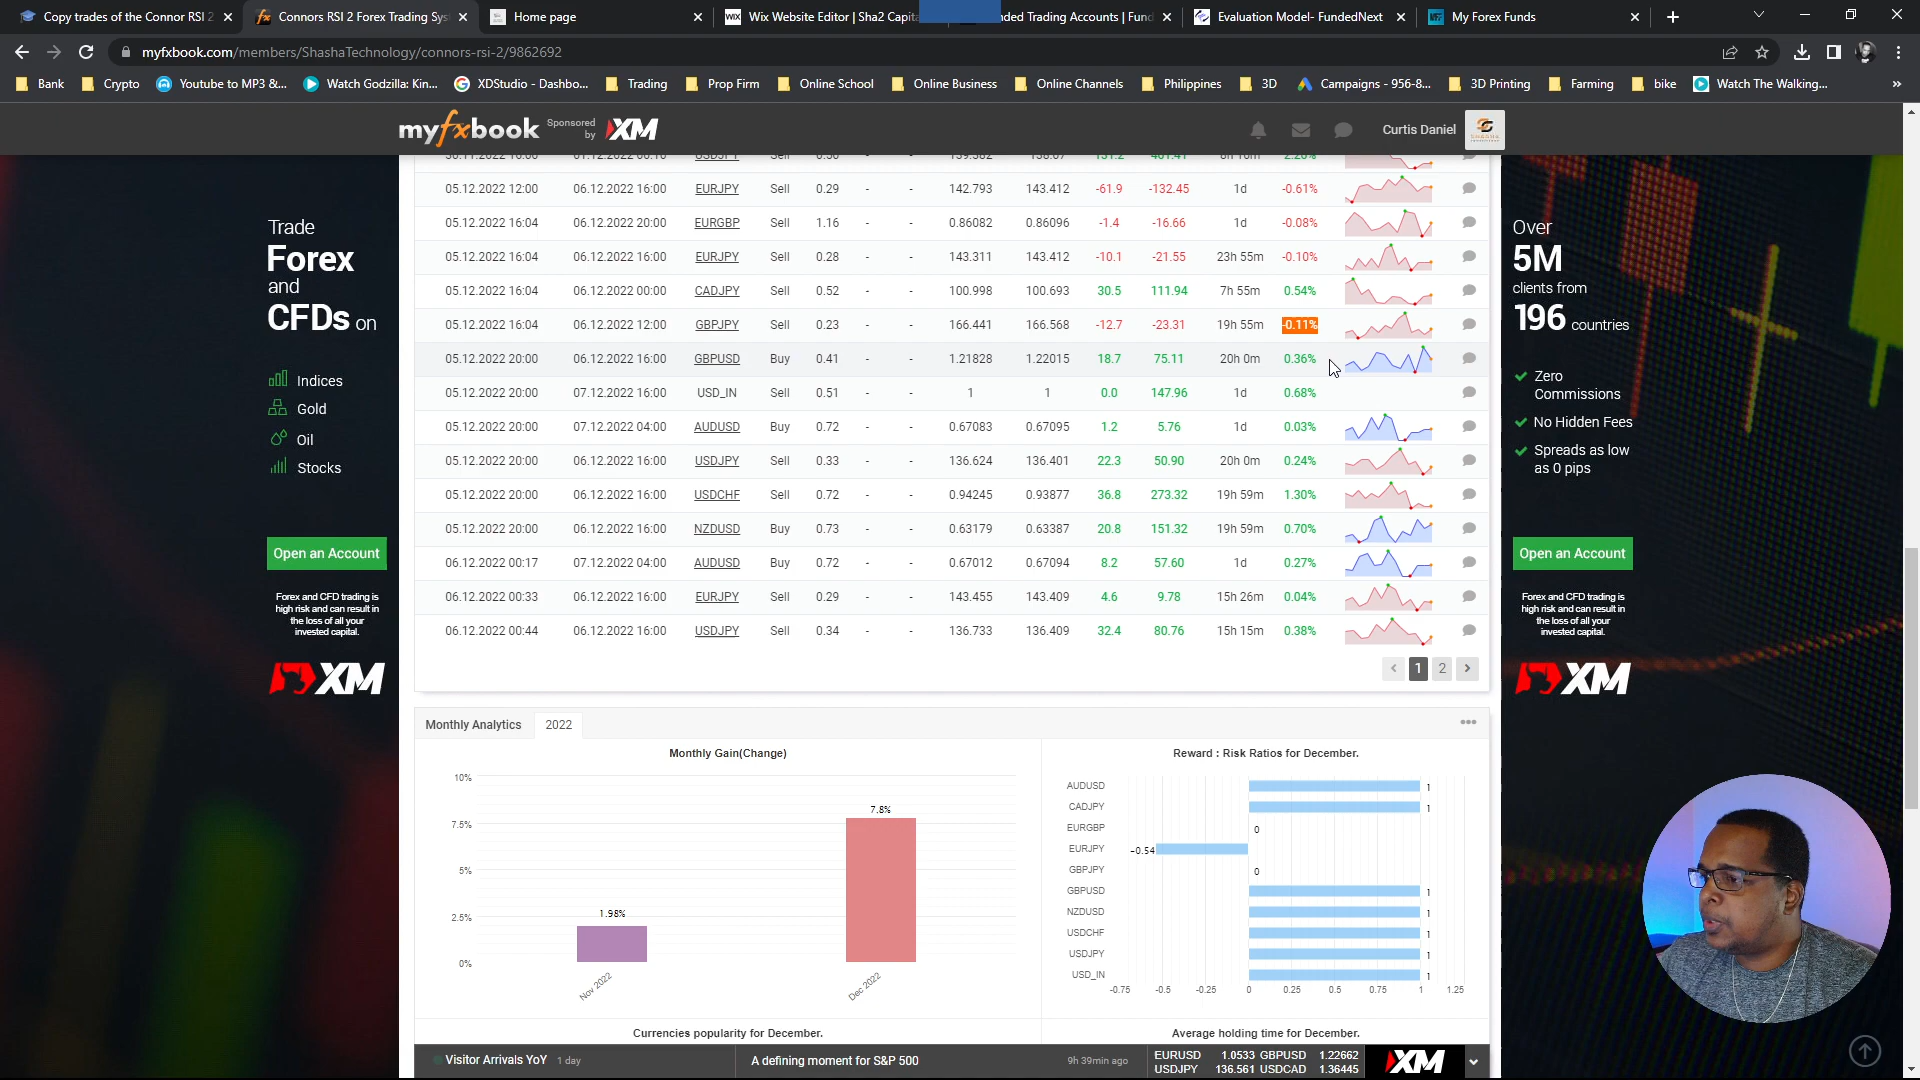 Copy trades of the Connor RSI 2
Connors RSI 2 Forex Trading Sys
Home page
WIX Wix Website Editor | Sha2 Capita
ded Trading Accounts | Fund
Evaluation Model- FundedNext
My Forex Funds
myfxbook.com/members/ShashaTechnology/connors-rsi-2/9862692
Bank
Crypto
Youtube to MP3 &...
Watch Godzilla: Kin...
XDStudio - Dashbo...
Trading
Prop Firm
Online School
Online Business
Online Channels
Philippines
3D
Campaigns - 956-8...
3D Printing
Farming
bike
Watch The Walking...
»
myfxbook Sponsored by XM
Curtis Daniel
05.12.2022 12:00 06.12.2022 16:00 EURJPY Sell 0.29 - - 142.793 143.412 -61.9 -132.45 1d -0.61%
05.12.2022 16:04 06.12.2022 20:00 EURGBP Sell 1.16 - - 0.86082 0.86096 -1.4 -16.66 1d -0.08%
05.12.2022 16:04 06.12.2022 16:00 EURJPY Sell 0.28 - - 143.311 143.412 -10.1 -21.55 23h 55m -0.10%
05.12.2022 16:04 06.12.2022 00:00 CADJPY Sell 0.52 - - 100.998 100.693 30.5 111.94 7h 55m 0.54%
05.12.2022 16:04 06.12.2022 12:00 GBPJPY Sell 0.23 - - 166.441 166.568 -12.7 -23.31 19h 55m -0.11%
05.12.2022 20:00 06.12.2022 16:00 GBPUSD Buy 0.41 - - 1.21828 1.22015 18.7 75.11 20h 0m 0.36%
05.12.2022 20:00 07.12.2022 16:00 USD_IN Sell 0.51 - - 1 1 0.0 147.96 1d 0.68%
05.12.2022 20:00 07.12.2022 04:00 AUDUSD Buy 0.72 - - 0.67083 0.67095 1.2 5.76 1d 0.03%
05.12.2022 20:00 06.12.2022 16:00 USDJPY Sell 0.33 - - 136.624 136.401 22.3 50.90 20h 0m 0.24%
05.12.2022 20:00 06.12.2022 16:00 USDCHF Sell 0.72 - - 0.94245 0.93877 36.8 273.32 19h 59m 1.30%
05.12.2022 20:00 06.12.2022 16:00 NZDUSD Buy 0.73 - - 0.63179 0.63387 20.8 151.32 19h 59m 0.70%
06.12.2022 00:17 07.12.2022 04:00 AUDUSD Buy 0.72 - - 0.67012 0.67094 8.2 57.60 1d 0.27%
06.12.2022 00:33 06.12.2022 16:00 EURJPY Sell 0.29 - - 143.455 143.409 4.6 9.78 15h 26m 0.04%
06.12.2022 00:44 06.12.2022 16:00 USDJPY Sell 0.34 - - 136.733 136.409 32.4 80.76 15h 15m 0.38%
< 1 2 >
Trade
Forex
and
CFDs on
Indices
Gold
Oil
Stocks
Open an Account
Forex and CFD trading is
high risk and can result in
the loss of all your
invested capital.
XM
Over
5M
clients from
196 countries
Zero
Commissions
No Hidden Fees
Spreads as low
as 0 pips
Open an Account
Forex and CFD trading is
high risk and can result in
the loss of all your
invested capital.
XM
Monthly Analytics 2022
Monthly Gain(Change)
10%
7.5%
5%
2.5%
0%
1.98%
7.8%
Nov 2022
Dec 2022
Reward : Risk Ratios for December.
AUDUSD 1
CADJPY 1
EURGBP 0
EURJPY -0.54
GBPJPY 0
GBPUSD 1
NZDUSD 1
USDCHF 1
USDJPY 1
USD_IN 1
-0.75 -0.5 -0.25 0 0.25 0.5 0.75 1 1.25
Currencies popularity for December.
Average holding time for December.
Visitor Arrivals YoY 1 day
A defining moment for S&P 500 9h 39min ago
EURUSD 1.0533 GBPUSD 1.22662
USDJPY 136.561 USDCAD 1.36445
XM